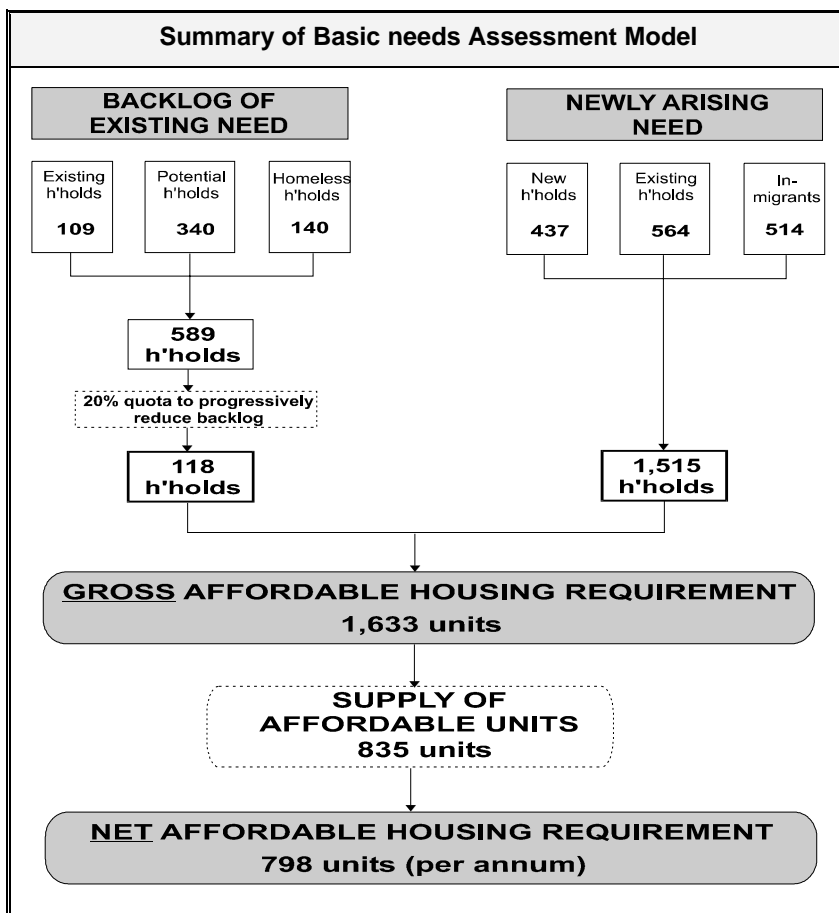 Summary of Basic needs Assessment Model
BACKLOG OF
EXISTING NEED
NEWLY ARISING
NEED
Existing
h'holds
109
Potential
h'holds
340
Homeless
h'holds
140
New
h'holds
437
Existing
h'holds
564
In-
migrants
514
589
h'holds
20% quota to progressively
reduce backlog
118
h'holds
1,515
h'holds
GROSS AFFORDABLE HOUSING REQUIREMENT
1,633 units
SUPPLY OF
AFFORDABLE UNITS
835 units
NET AFFORDABLE HOUSING REQUIREMENT
798 units (per annum)